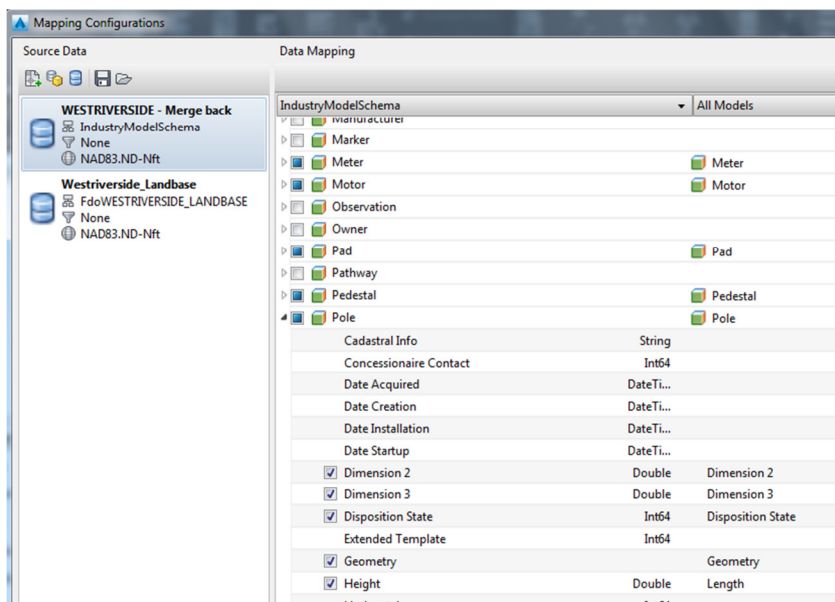 Mapping Configurations
Source Data
Data Mapping
WESTRIVERSIDE - Merge back
IndustryModelSchema
None
NAD83.ND-Nft
Westriverside_Landbase
FdoWESTRIVERSIDE_LANDBASE
None
NAD83.ND-Nft
IndustryModelSchema All Models
Manufacturer
Marker
Meter Meter
Motor Motor
Observation
Owner
Pad Pad
Pathway
Pedestal Pedestal
Pole Pole
Cadastral Info String
Concessionaire Contact Int64
Date Acquired DateTi...
Date Creation DateTi...
Date Installation DateTi...
Date Startup DateTi...
Dimension 2 Double Dimension 2
Dimension 3 Double Dimension 3
Disposition State Int64 Disposition State
Extended Template Int64
Geometry Geometry
Height Double Length